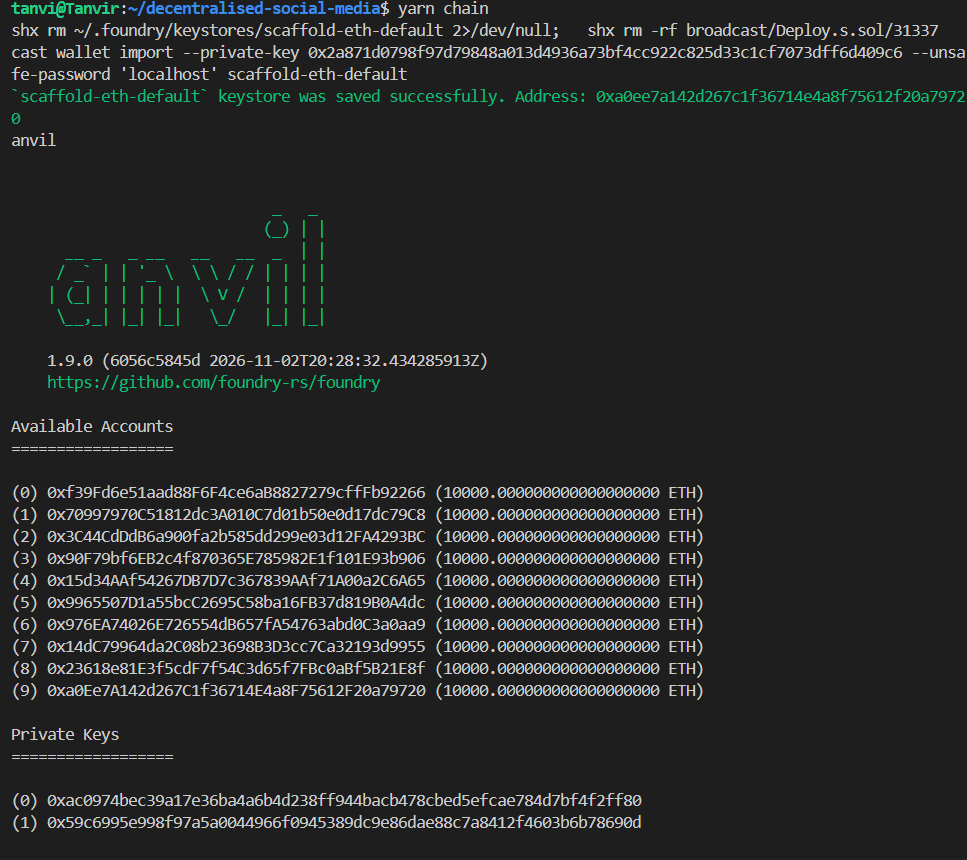 tanvi@Tanvir:~/decentralised-social-media$ yarn chain
shx rm ~/.foundry/keystores/scaffold-eth-default 2>/dev/null;   shx rm -rf broadcast/Deploy.s.sol/31337
cast wallet import --private-key 0x2a871d0798f97d79848a013d4936a73bf4cc922c825d33c1cf7073dff6d409c6 --unsa
fe-password 'localhost' scaffold-eth-default
`scaffold-eth-default` keystore was saved successfully. Address: 0xa0ee7a142d267c1f36714e4a8f75612f20a7972
0
anvil
anvil
1.9.0 (6056c5845d 2026-11-02T20:28:32.434285913Z)
https://github.com/foundry-rs/foundry
Available Accounts
==================
(0) 0xf39Fd6e51aad88F6F4ce6aB8827279cffFb92266 (10000.000000000000000000 ETH)
(1) 0x70997970C51812dc3A010C7d01b50e0d17dc79C8 (10000.000000000000000000 ETH)
(2) 0x3C44CdDdB6a900fa2b585dd299e03d12FA4293BC (10000.000000000000000000 ETH)
(3) 0x90F79bf6EB2c4f870365E785982E1f101E93b906 (10000.000000000000000000 ETH)
(4) 0x15d34AAf54267DB7D7c367839AAf71A00a2C6A65 (10000.000000000000000000 ETH)
(5) 0x9965507D1a55bcC2695C58ba16FB37d819B0A4dc (10000.000000000000000000 ETH)
(6) 0x976EA74026E726554dB657fA54763abd0C3a0aa9 (10000.000000000000000000 ETH)
(7) 0x14dC79964da2C08b23698B3D3cc7Ca32193d9955 (10000.000000000000000000 ETH)
(8) 0x23618e81E3f5cdF7f54C3d65f7FBc0aBf5B21E8f (10000.000000000000000000 ETH)
(9) 0xa0Ee7A142d267C1f36714E4a8F75612F20a79720 (10000.000000000000000000 ETH)
Private Keys
==================
(0) 0xac0974bec39a17e36ba4a6b4d238ff944bacb478cbed5efcae784d7bf4f2ff80
(1) 0x59c6995e998f97a5a0044966f0945389dc9e86dae88c7a8412f4603b6b78690d